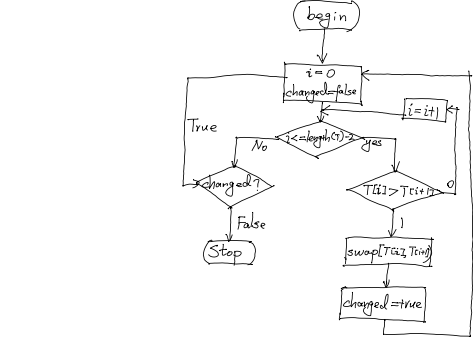 begin
i=0
changed=false
i=i+1
i<=length(T)-2
True
No
yes
changed?
T[i]>T[i+1]
0
False
1
Stop
swap[T[i],T[i+1]]
changed=true